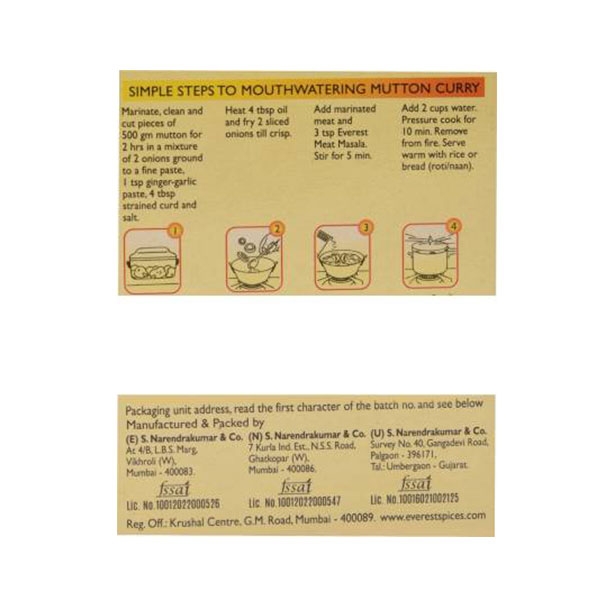 SIMPLE STEPS TO MOUTHWATERING MUTTON CURRY
Marinate, clean and
cut pieces of
500 gm mutton for
2 hrs in a mixture
of 2 onions ground
to a fine paste,
1 tsp ginger-garlic
paste, 4 tbsp
strained curd and
salt.
Heat 4 tbsp oil
and fry 2 sliced
onions till crisp.
Add marinated
meat and
3 tsp Everest
Meat Masala.
Stir for 5 min.
Add 2 cups water.
Pressure cook for
10 min. Remove
from fire. Serve
warm with rice or
bread (roti/naan).
1
2
3
4
Packaging unit address, read the first character of the batch no. and see below
Manufactured & Packed by
(E) S. Narendrakumar & Co.
At 4/B, L.B.S. Marg,
Vikhroli (W),
Mumbai - 400083.
fssai
Lic. No. 10012022000526
(N) S. Narendrakumar & Co.
7 Kurla Ind. Est., N.S.S. Road,
Ghatkopar (W),
Mumbai - 400086.
fssai
Lic. No. 10012022000547
(U) S. Narendrakumar & Co.
Survey No. 40, Gangadevi Road,
Palgaon - 396171,
Tal.: Umbergaon - Gujarat.
fssai
Lic. No. 10016021002125
Reg. Off.: Krushal Centre, G.M. Road, Mumbai - 400089. www.everestspices.com